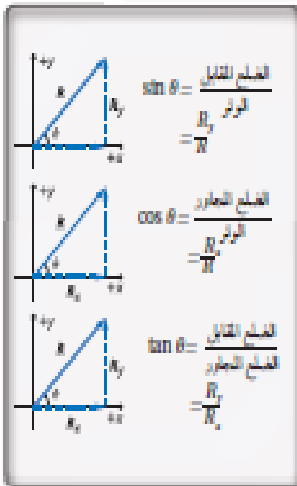 +y
R
R_y
θ
+x
sin θ = الضلع المقابل / الوتر
= R_y / R
+y
R
θ
R_x
+x
cos θ = الضلع المجاور / الوتر
= R_x / R
+y
R
R_y
θ
R_x
+x
tan θ = الضلع المقابل / الضلع المجاور
= R_y / R_x